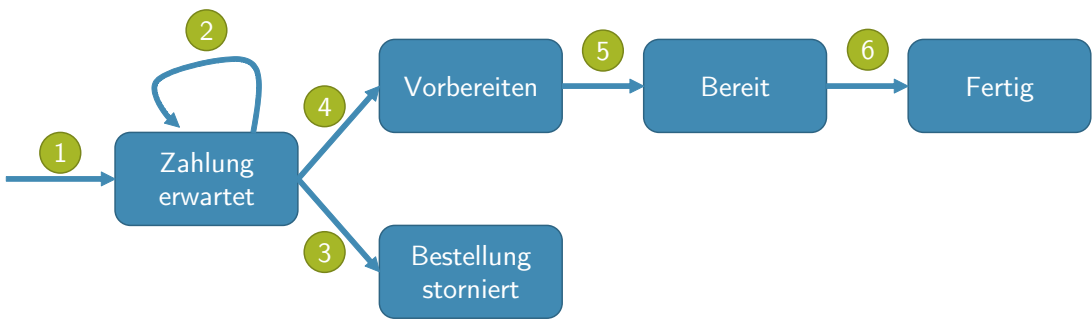 2
1
Zahlung
erwartet
4
Vorbereiten
5
Bereit
6
Fertig
3
Bestellung
storniert